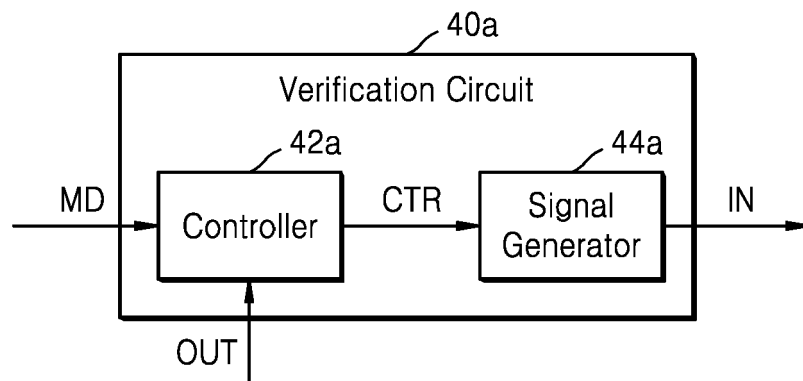 40a
Verification Circuit
42a
44a
MD
Controller
CTR
Signal
Generator
IN
OUT